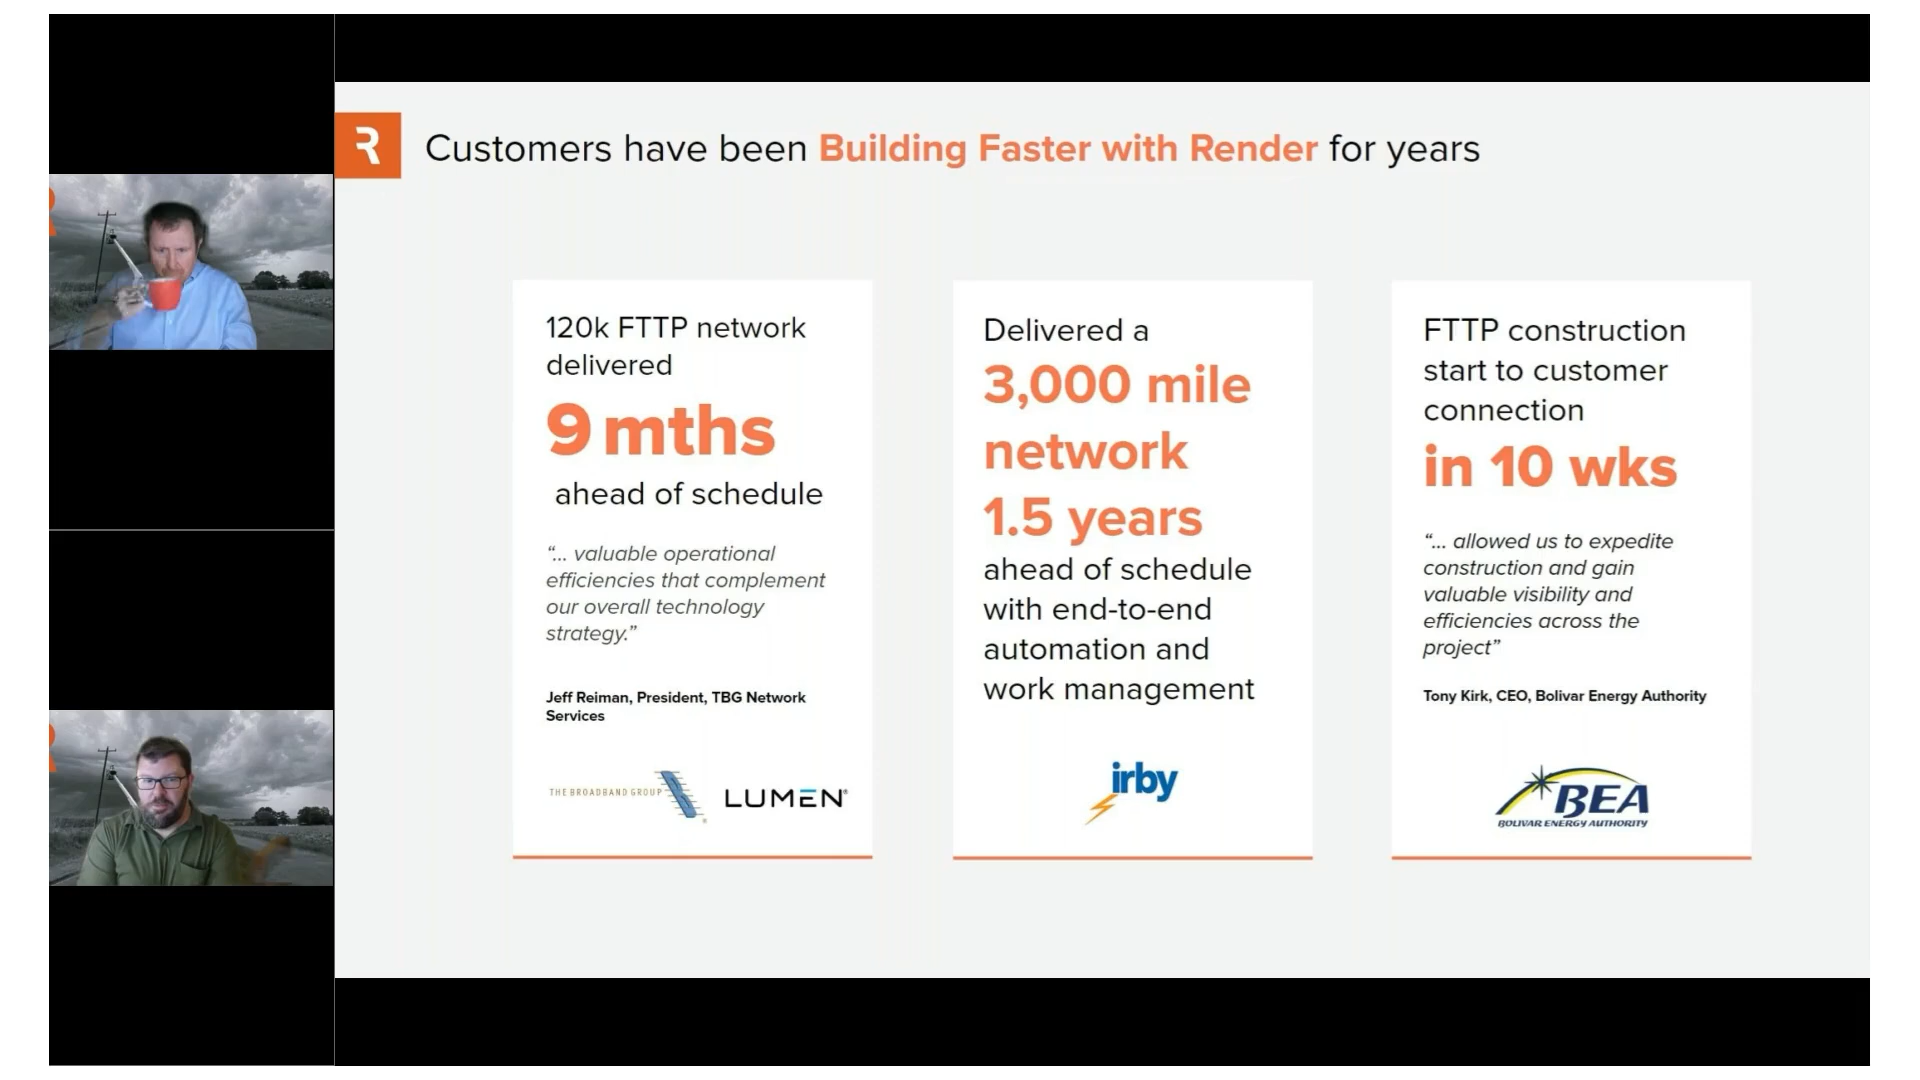 R
Customers have been Building Faster with Render for years
120k FTTP network
delivered
9 mths
ahead of schedule
“... valuable operational
efficiencies that complement
our overall technology
strategy.”
Jeff Reiman, President, TBG Network
Services
THE BROADBAND GROUP
LUMEN®
Delivered a
3,000 mile
network
1.5 years
ahead of schedule
with end-to-end
automation and
work management
irby
FTTP construction
start to customer
connection
in 10 wks
“... allowed us to expedite
construction and gain
valuable visibility and
efficiencies across the
project”
Tony Kirk, CEO, Bolivar Energy Authority
BEA
BOLIVAR ENERGY AUTHORITY